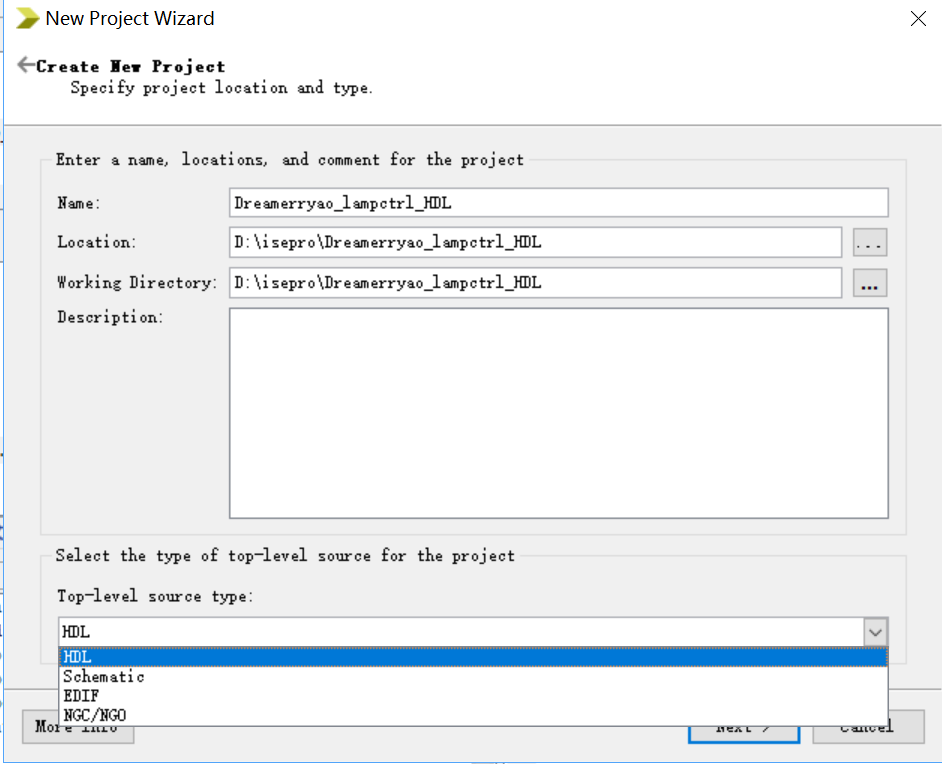 New Project Wizard
Create New Project
Specify project location and type.
Enter a name, locations, and comment for the project
Name:
Dreamerryao_lampctrl_HDL
Location:
D:\isepro\Dreamerryao_lampctrl_HDL
...
Working Directory:
D:\isepro\Dreamerryao_lampctrl_HDL
...
Description:
Select the type of top-level source for the project
Top-level source type:
HDL
HDL
Schematic
EDIF
NGC/NGO
More Info
Next >
Cancel